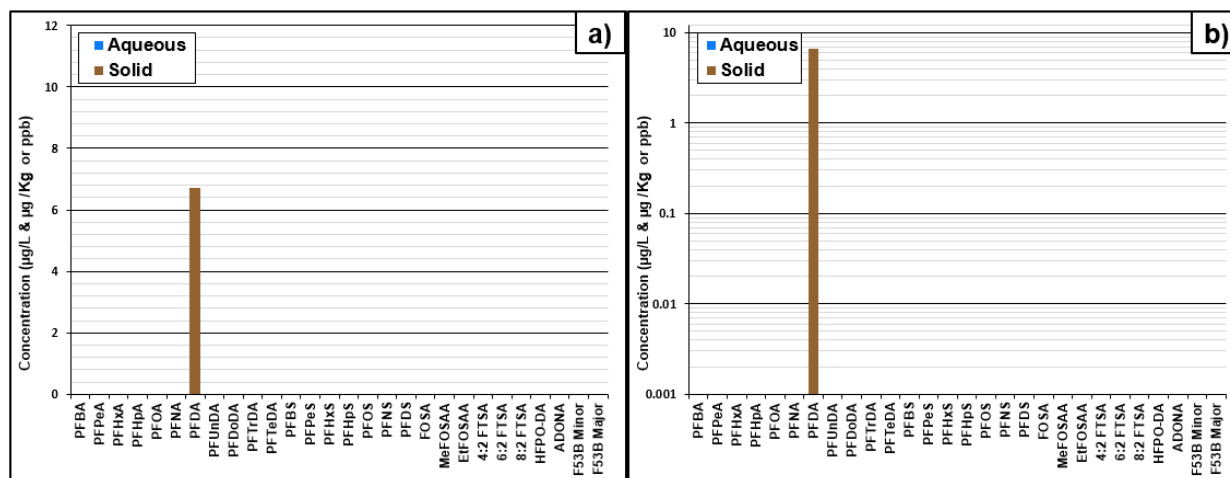 a)
Aqueous
Solid
12
10
8
6
4
2
0
Concentration (µg/L & µg /Kg or ppb)
PFBA
PFPeA
PFHxA
PFHpA
PFOA
PFNA
PFDA
PFUnDA
PFDoDA
PFTrDA
PFTeDA
PFBS
PFPeS
PFHxS
PFHpS
PFOS
PFNS
PFDS
FOSA
MeFOSAA
EtFOSAA
4:2 FTSA
6:2 FTSA
8:2 FTSA
HFPO-DA
ADONA
F53B Minor
F53B Major
b)
Aqueous
Solid
10
1
0.1
0.01
0.001
Concentration (µg/L & µg /Kg or ppb)
PFBA
PFPeA
PFHxA
PFHpA
PFOA
PFNA
PFDA
PFUnDA
PFDoDA
PFTrDA
PFTeDA
PFBS
PFPeS
PFHxS
PFHpS
PFOS
PFNS
PFDS
FOSA
MeFOSAA
EtFOSAA
4:2 FTSA
6:2 FTSA
8:2 FTSA
HFPO-DA
ADONA
F53B Minor
F53B Major